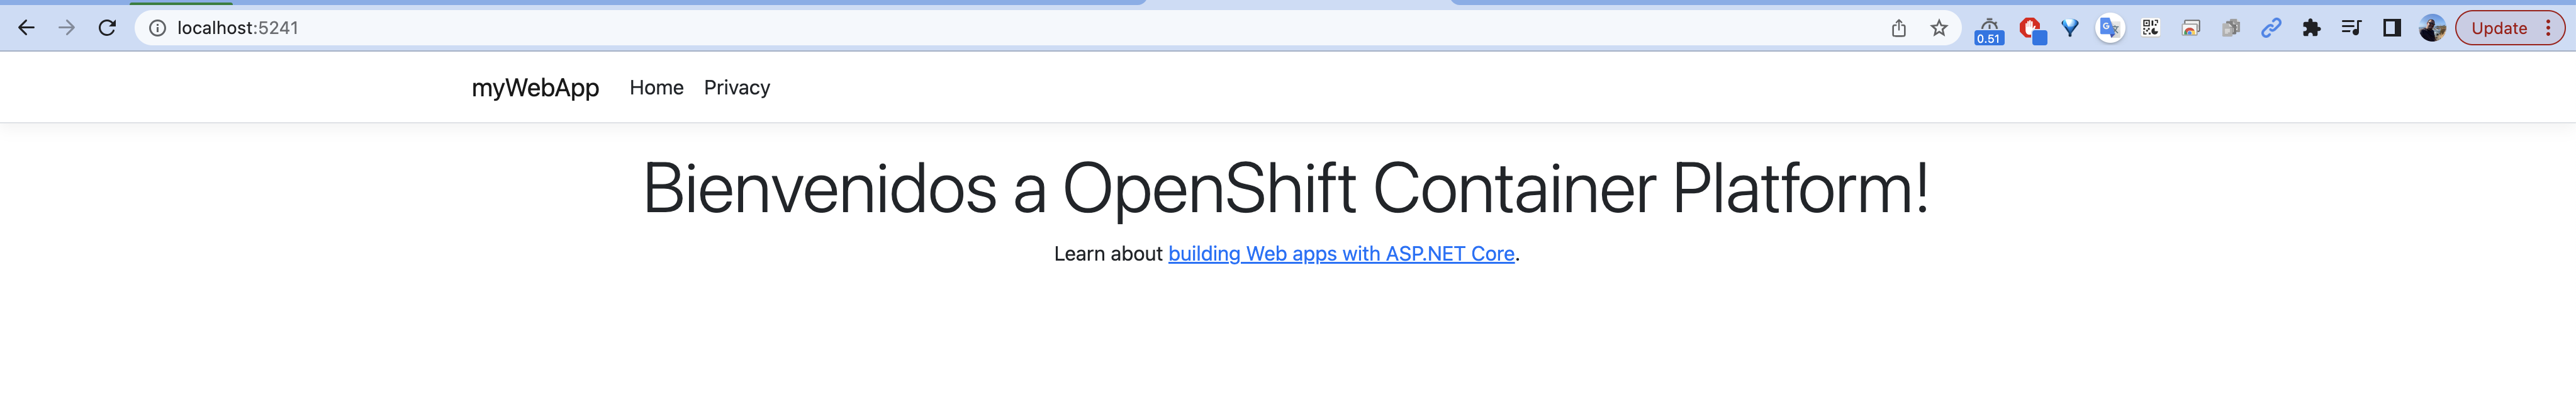 localhost:5241
0.51
Update
myWebApp Home Privacy
Bienvenidos a OpenShift Container Platform!
Learn about building Web apps with ASP.NET Core.